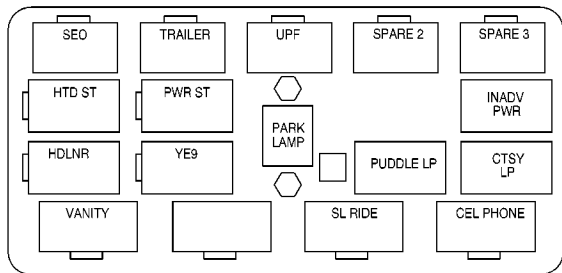 SEO
TRAILER
UPF
SPARE 2
SPARE 3
HTD ST
PWR ST
INADV
PWR
PARK
LAMP
HDLNR
YE9
PUDDLE LP
CTSY
LP
VANITY
SL RIDE
CEL PHONE